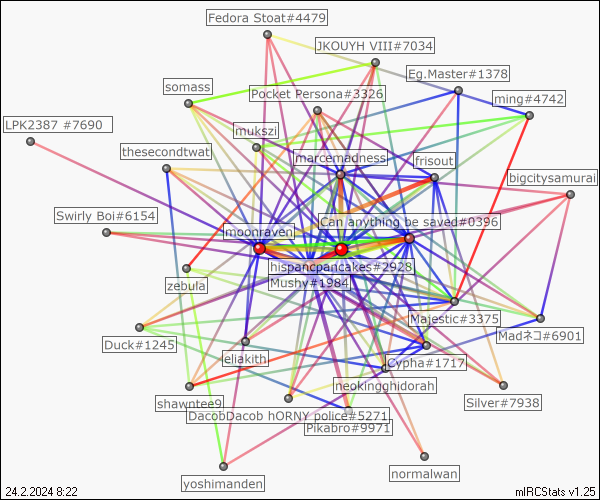 Fedora Stoat#4479
JKOUYH VIII#7034
Eg.Master#1378
somass
Pocket Persona#3326
ming#4742
LPK2387 #7690
mukszi
thesecondtwat
marcemadness
frisout
bigcitysamurai
Swirly Boi#6154
Can anything be saved#0396
moonraven
hispancpancakes#2928
zebula
Mushy#1984
Majestic#3375
Madネコ#6901
Duck#1245
eliakith
Cypha#1717
neokingghidorah
shawntee9
Silver#7938
DacobDacob hORNY police#5271
Pikabro#9971
normalwan
yoshimanden
24.2.2024 8:22
mIRCStats v1.25